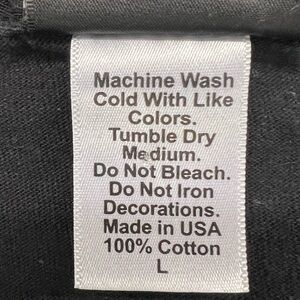 Machine Wash
Cold With Like
Colors.
Tumble Dry
Medium.
Do Not Bleach.
Do Not Iron
Decorations.
Made in USA
100% Cotton
L